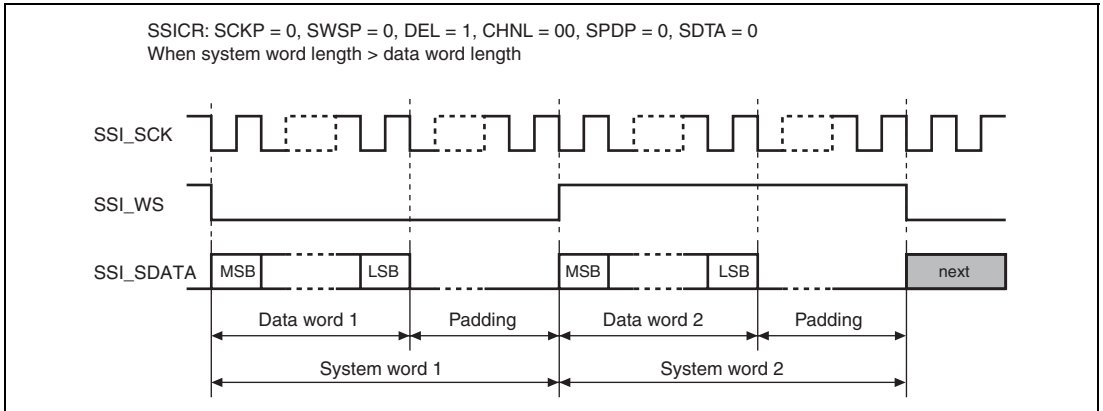 SSICR: SCKP = 0, SWSP = 0, DEL = 1, CHNL = 00, SPDP = 0, SDTA = 0
When system word length > data word length
SSI_SCK
SSI_WS
SSI_SDATA MSB LSB MSB LSB next
Data word 1 Padding Data word 2 Padding
System word 1 System word 2